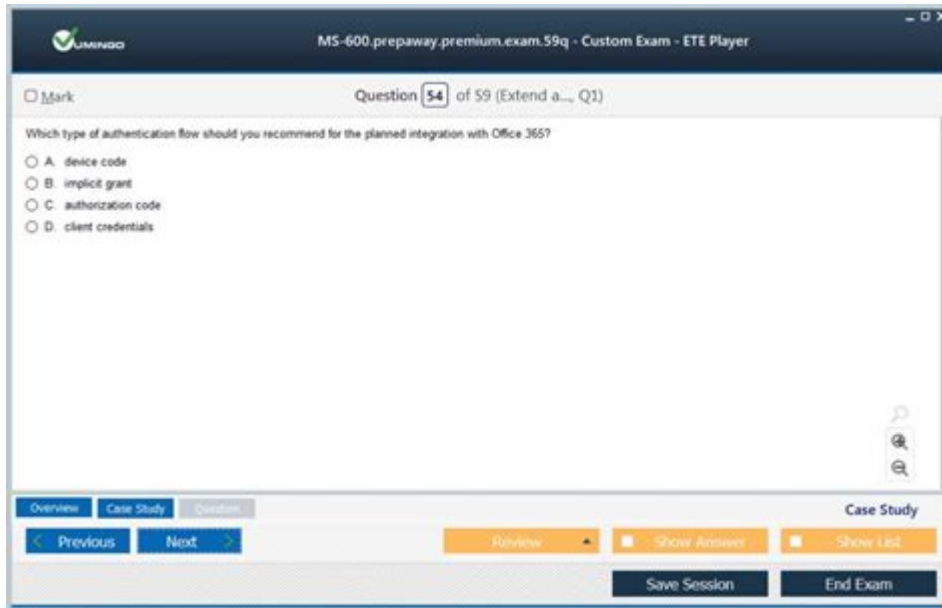 VUMINGO
MS-600.prepaway.premium.exam.59q - Custom Exam - ETE Player
Mark
Question 54 of 59 (Extend a..., Q1)
Which type of authentication flow should you recommend for the planned integration with Office 365?
A. device code
B. implicit grant
C. authorization code
D. client credentials
Overview Case Study Question Case Study
< Previous Next > Review Show Answer Show List
Save Session End Exam